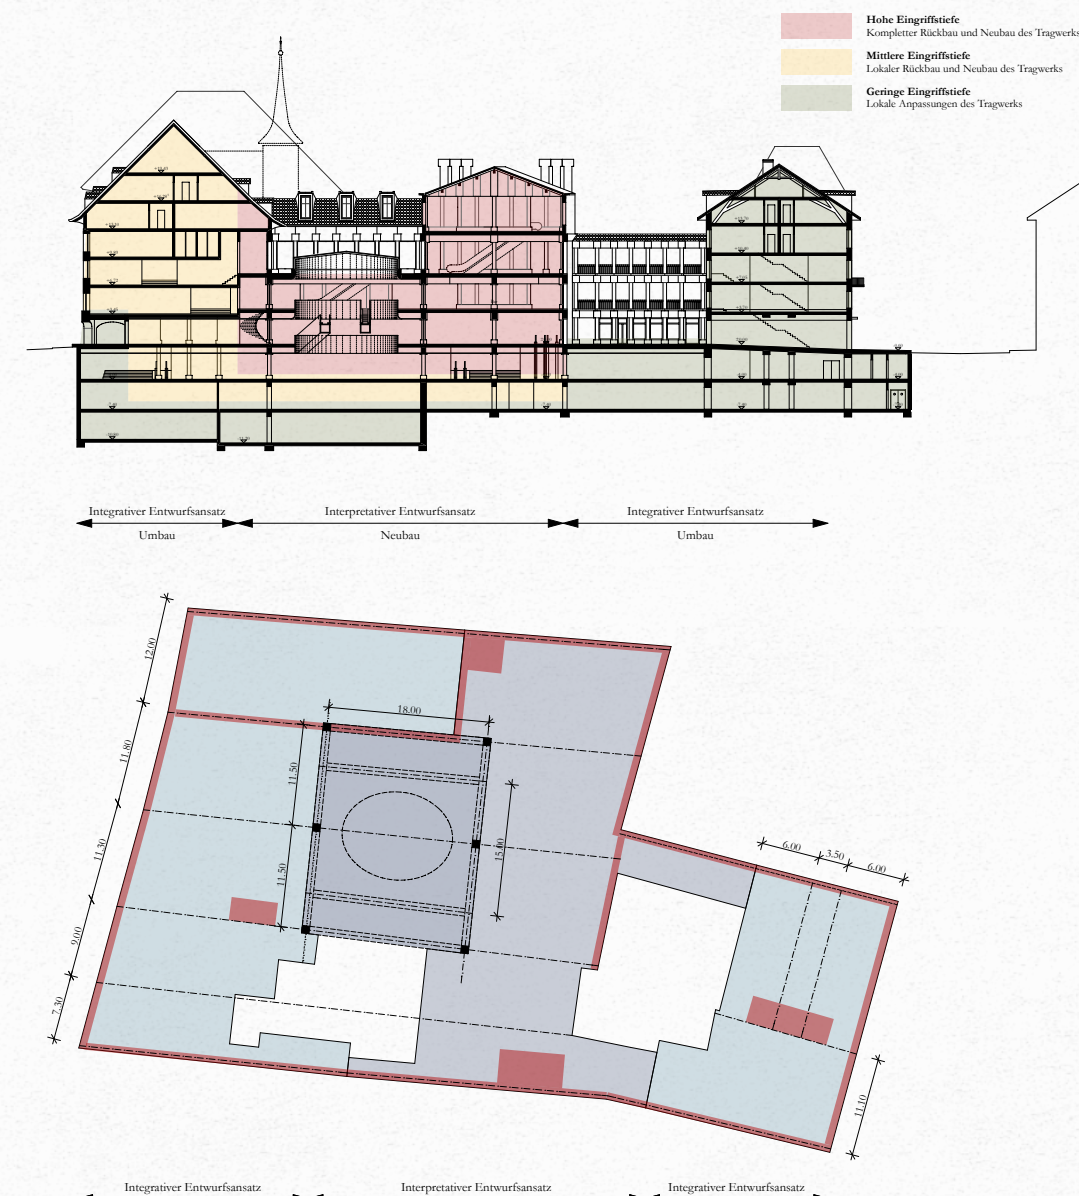 Hohe Eingriffstiefe
Kompletter Rückbau und Neubau des Tragwerks
Mittlere Eingriffstiefe
Lokaler Rückbau und Neubau des Tragwerks
Geringe Eingriffstiefe
Lokale Anpassungen des Tragwerks
Integrativer Entwurfsansatz
Interpretativer Entwurfsansatz
Integrativer Entwurfsansatz
Umbau
Neubau
Umbau
12.00
18.00
11.80
11.50
15.00
11.30
11.50
6.00
3.50
6.00
9.00
7.30
11.10
Integrativer Entwurfsansatz
Interpretativer Entwurfsansatz
Integrativer Entwurfsansatz